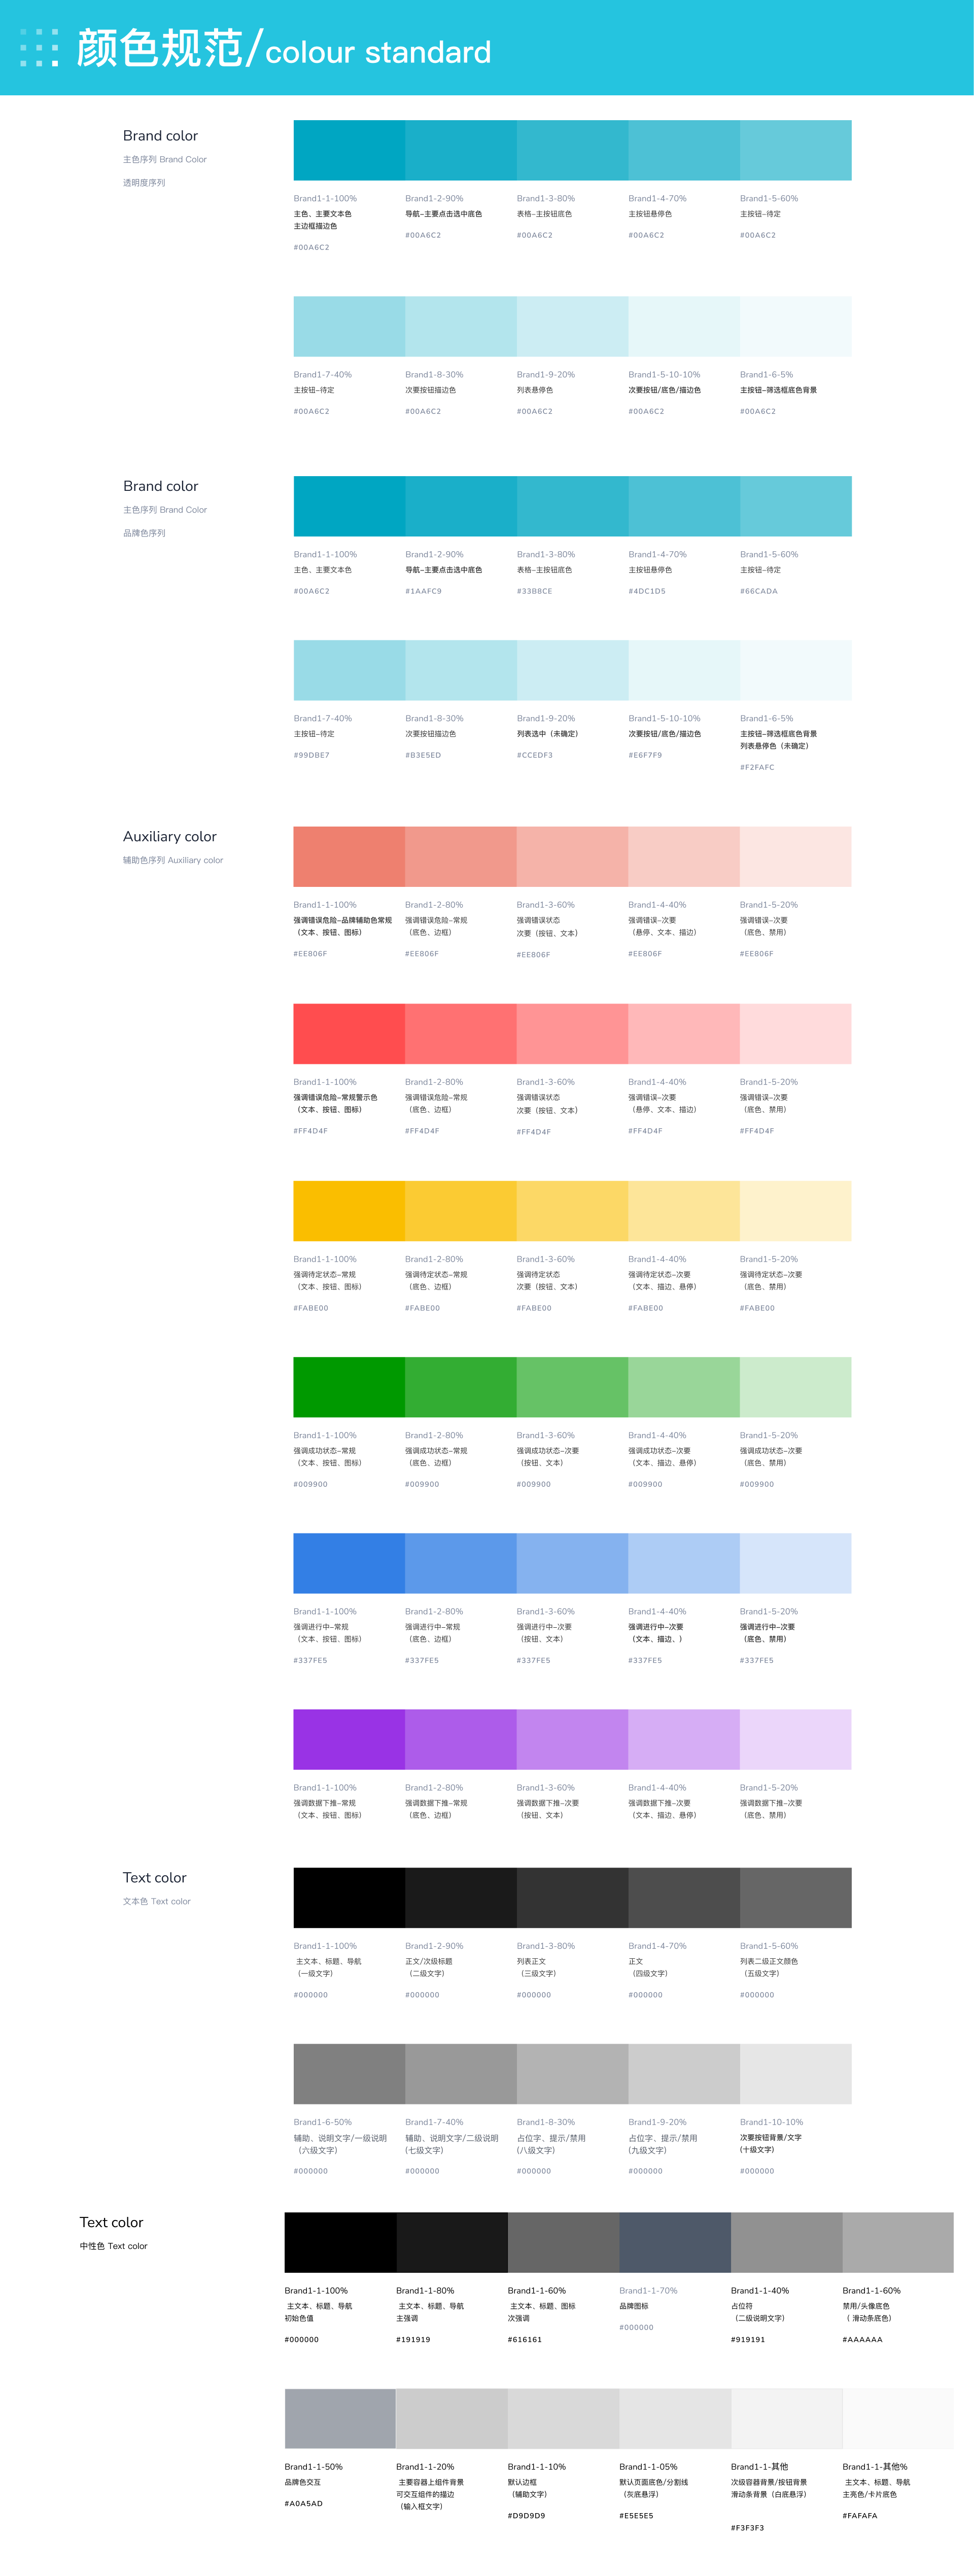 颜色规范/colour standard
Brand color
主色序列 Brand Color
透明度序列
Brand1-1-100%
主色、主要文本色
主边框描边色
#00A6C2
Brand1-2-90%
导航–主要点击选中底色
#00A6C2
Brand1-3-80%
表格–主按钮底色
#00A6C2
Brand1-4-70%
主按钮悬停色
#00A6C2
Brand1-5-60%
主按钮–待定
#00A6C2
Brand1-7-40%
主按钮–待定
#00A6C2
Brand1-8-30%
次要按钮描边色
#00A6C2
Brand1-9-20%
列表悬停色
#00A6C2
Brand1-5-10-10%
次要按钮/底色/描边色
#00A6C2
Brand1-6-5%
主按钮–筛选框底色背景
#00A6C2
Brand color
主色序列 Brand Color
品牌色序列
Brand1-1-100%
主色、主要文本色
#00A6C2
Brand1-2-90%
导航–主要点击选中底色
#1AAFC9
Brand1-3-80%
表格–主按钮底色
#33B8CE
Brand1-4-70%
主按钮悬停色
#4DC1D5
Brand1-5-60%
主按钮–待定
#66CADA
Brand1-7-40%
主按钮–待定
#99DBE7
Brand1-8-30%
次要按钮描边色
#B3E5ED
Brand1-9-20%
列表选中（未确定）
#CCEDF3
Brand1-5-10-10%
次要按钮/底色/描边色
#E6F7F9
Brand1-6-5%
主按钮–筛选框底色背景
列表悬停色（未确定）
#F2FAFC
Auxiliary color
辅助色序列 Auxiliary color
Brand1-1-100%
强调错误危险–品牌辅助色常规
（文本、按钮、图标）
#EE806F
Brand1-2-80%
强调错误危险–常规
（底色、边框）
#EE806F
Brand1-3-60%
强调错误状态
次要（按钮、文本）
#EE806F
Brand1-4-40%
强调错误–次要
（悬停、文本、描边）
#EE806F
Brand1-5-20%
强调错误–次要
（底色、禁用）
#EE806F
Brand1-1-100%
强调错误危险–常规警示色
（文本、按钮、图标）
#FF4D4F
Brand1-2-80%
强调错误危险–常规
（底色、边框）
#FF4D4F
Brand1-3-60%
强调错误状态
次要（按钮、文本）
#FF4D4F
Brand1-4-40%
强调错误–次要
（悬停、文本、描边）
#FF4D4F
Brand1-5-20%
强调错误–次要
（底色、禁用）
#FF4D4F
Brand1-1-100%
强调待定状态–常规
（文本、按钮、图标）
#FABE00
Brand1-2-80%
强调待定状态–常规
（底色、边框）
#FABE00
Brand1-3-60%
强调待定状态
次要（按钮、文本）
#FABE00
Brand1-4-40%
强调待定状态–次要
（文本、描边、悬停）
#FABE00
Brand1-5-20%
强调待定状态–次要
（底色、禁用）
#FABE00
Brand1-1-100%
强调成功状态–常规
（文本、按钮、图标）
#009900
Brand1-2-80%
强调成功状态–常规
（底色、边框）
#009900
Brand1-3-60%
强调成功状态–次要
（按钮、文本）
#009900
Brand1-4-40%
强调成功状态–次要
（文本、描边、悬停）
#009900
Brand1-5-20%
强调成功状态–次要
（底色、禁用）
#009900
Brand1-1-100%
强调进行中–常规
（文本、按钮、图标）
#337FE5
Brand1-2-80%
强调进行中–常规
（底色、边框）
#337FE5
Brand1-3-60%
强调进行中–次要
（按钮、文本）
#337FE5
Brand1-4-40%
强调进行中–次要
（文本、描边、）
#337FE5
Brand1-5-20%
强调进行中–次要
（底色、禁用）
#337FE5
Brand1-1-100%
强调数据下推–常规
（文本、按钮、图标）
Brand1-2-80%
强调数据下推–常规
（底色、边框）
Brand1-3-60%
强调数据下推–次要
（按钮、文本）
Brand1-4-40%
强调数据下推–次要
（文本、描边、悬停）
Brand1-5-20%
强调数据下推–次要
（底色、禁用）
Text color
文本色 Text color
Brand1-1-100%
主文本、标题、导航
（一级文字）
#000000
Brand1-2-90%
正文/次级标题
（二级文字）
#000000
Brand1-3-80%
列表正文
（三级文字）
#000000
Brand1-4-70%
正文
（四级文字）
#000000
Brand1-5-60%
列表二级正文颜色
（五级文字）
#000000
Brand1-6-50%
辅助、说明文字/一级说明
（六级文字）
#000000
Brand1-7-40%
辅助、说明文字/二级说明
(七级文字）
#000000
Brand1-8-30%
占位字、提示/禁用
(八级文字）
#000000
Brand1-9-20%
占位字、提示/禁用
(九级文字）
#000000
Brand1-10-10%
次要按钮背景/文字
(十级文字）
#000000
Text color
中性色 Text color
Brand1-1-100%
主文本、标题、导航
初始色值
#000000
Brand1-1-80%
主文本、标题、导航
主强调
#191919
Brand1-1-60%
主文本、标题、图标
次强调
#616161
Brand1-1-70%
品牌图标
#000000
Brand1-1-40%
占位符
（二级说明文字）
#919191
Brand1-1-60%
禁用/头像底色
（ 滑动条底色）
#AAAAAA
Brand1-1-50%
品牌色交互
#A0A5AD
Brand1-1-20%
主要容器上组件背景
可交互组件的描边
（输入框文字）
Brand1-1-10%
默认边框
（辅助文字）
#D9D9D9
Brand1-1-05%
默认页面底色/分割线
（灰底悬浮）
#E5E5E5
Brand1-1-其他
次级容器背景/按钮背景
滑动条背景（白底悬浮）
#F3F3F3
Brand1-1-其他%
主文本、标题、导航
主亮色/卡片底色
#FAFAFA